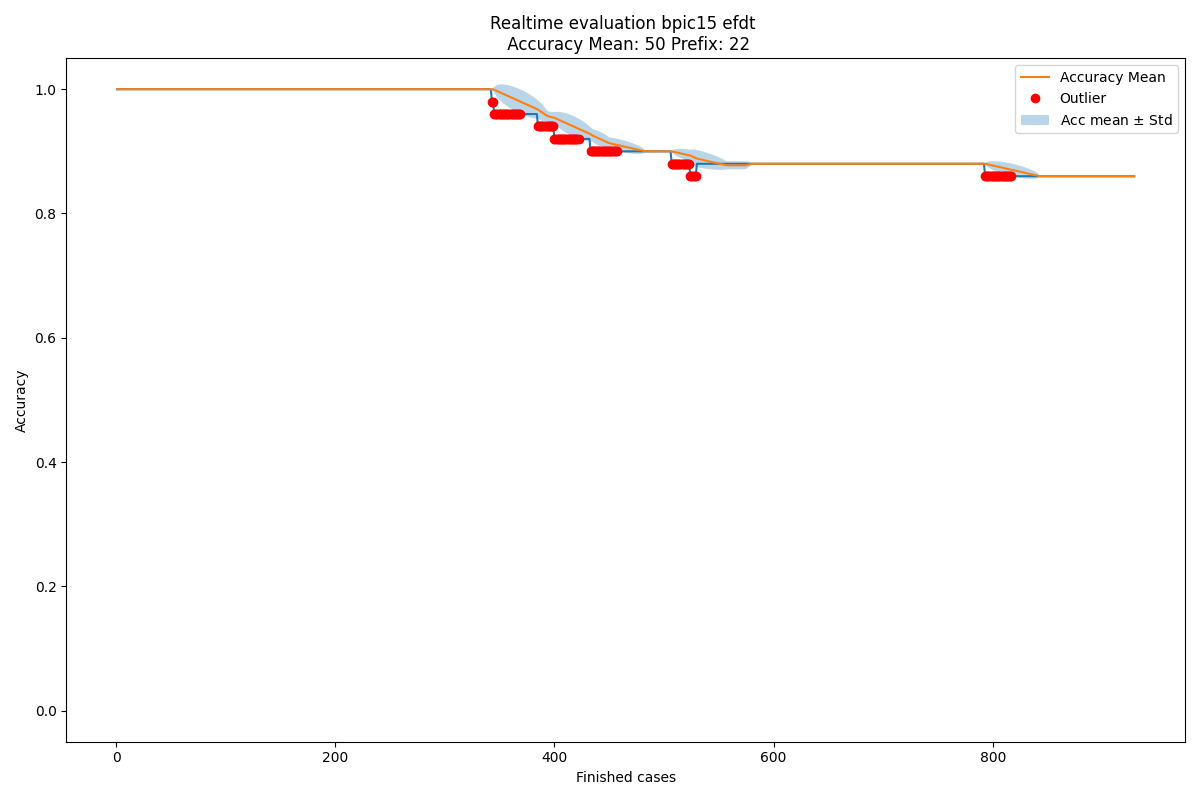 Realtime evaluation bpic15 efdt
Accuracy Mean: 50 Prefix: 22
Accuracy Mean
Outlier
Acc mean ± Std
1.0
0.8
0.6
0.4
0.2
0.0
Accuracy
0
200
400
600
800
Finished cases